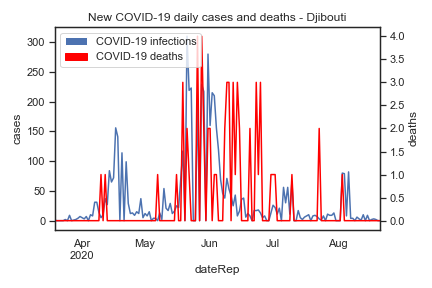 New COVID-19 daily cases and deaths - Djibouti
COVID-19 infections
COVID-19 deaths
300
250
200
150
100
50
0
cases
4.0
3.5
3.0
2.5
2.0
1.5
1.0
0.5
0.0
deaths
Apr May Jun Jul Aug
2020
dateRep